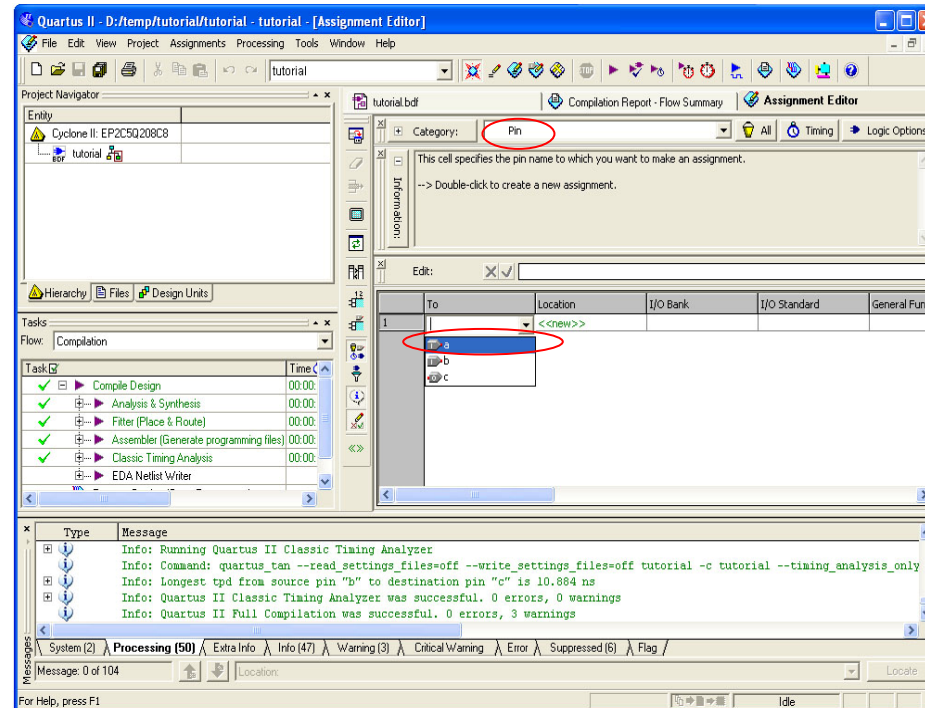 Quartus II - D:/temp/tutorial/tutorial - tutorial - [Assignment Editor]
File Edit View Project Assignments Processing Tools Window Help
tutorial
Project Navigator
Entity
Cyclone II: EP2C5Q208C8
tutorial
Hierarchy Files Design Units
Tasks
Flow: Compilation
Task Time (
Compile Design 00:00:
Analysis & Synthesis 00:00:
Fitter (Place & Route) 00:00:
Assembler (Generate programming files) 00:00:
Classic Timing Analysis 00:00:
EDA Netlist Writer
tutorial.bdf Compilation Report - Flow Summary Assignment Editor
Category: Pin All Timing Logic Options
Information:
This cell specifies the pin name to which you want to make an assignment.
--> Double-click to create a new assignment.
Edit:
To Location I/O Bank I/O Standard General Fun
1 <<new>>
a
b
c
Type Message
Info: Running Quartus II Classic Timing Analyzer
Info: Command: quartus_tan --read_settings_files=off --write_settings_files=off tutorial -c tutorial --timing_analysis_only
Info: Longest tpd from source pin "b" to destination pin "c" is 10.884 ns
Info: Quartus II Classic Timing Analyzer was successful. 0 errors, 0 warnings
Info: Quartus II Full Compilation was successful. 0 errors, 3 warnings
System (2) Processing (50) Extra Info Info (47) Warning (3) Critical Warning Error Suppressed (6) Flag
Messages
Message: 0 of 104 Location: Locate
For Help, press F1 Idle